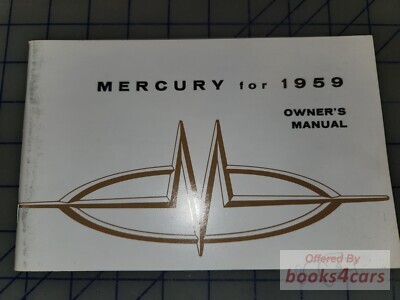 MERCURY for 1959
OWNER'S
MANUAL
Offered By
books4cars